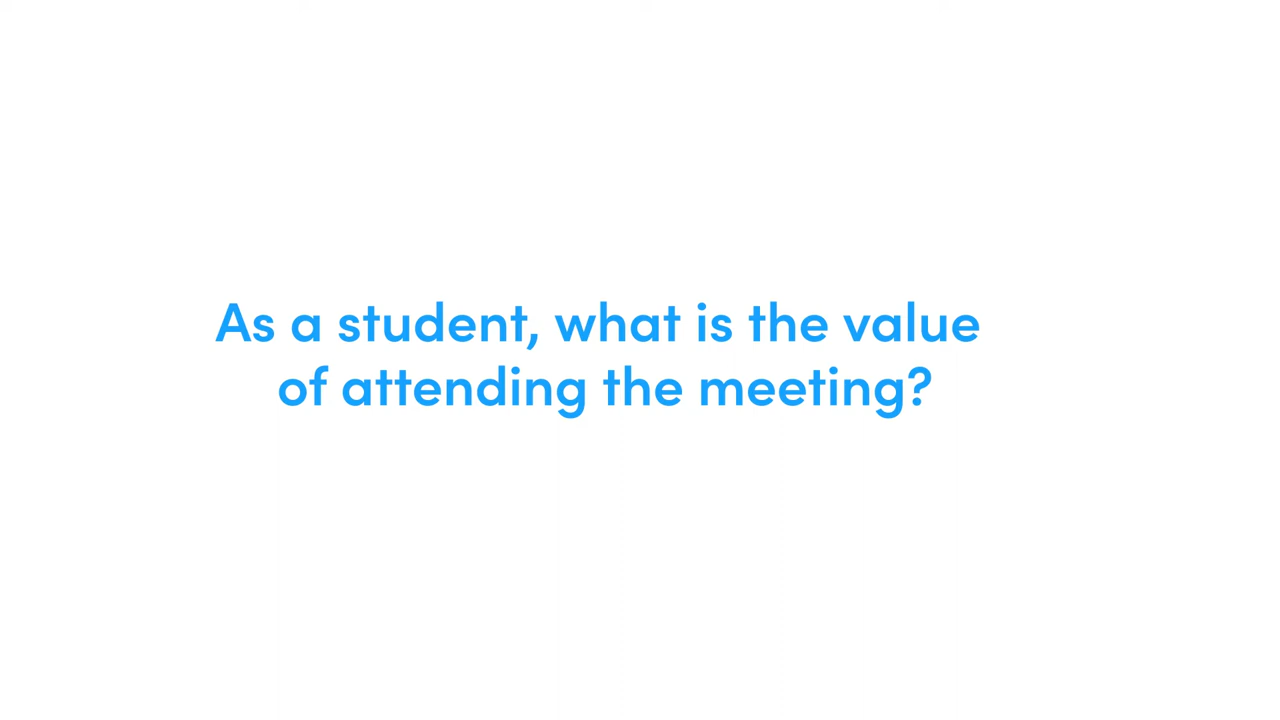 As a student, what is the value
of attending the meeting?